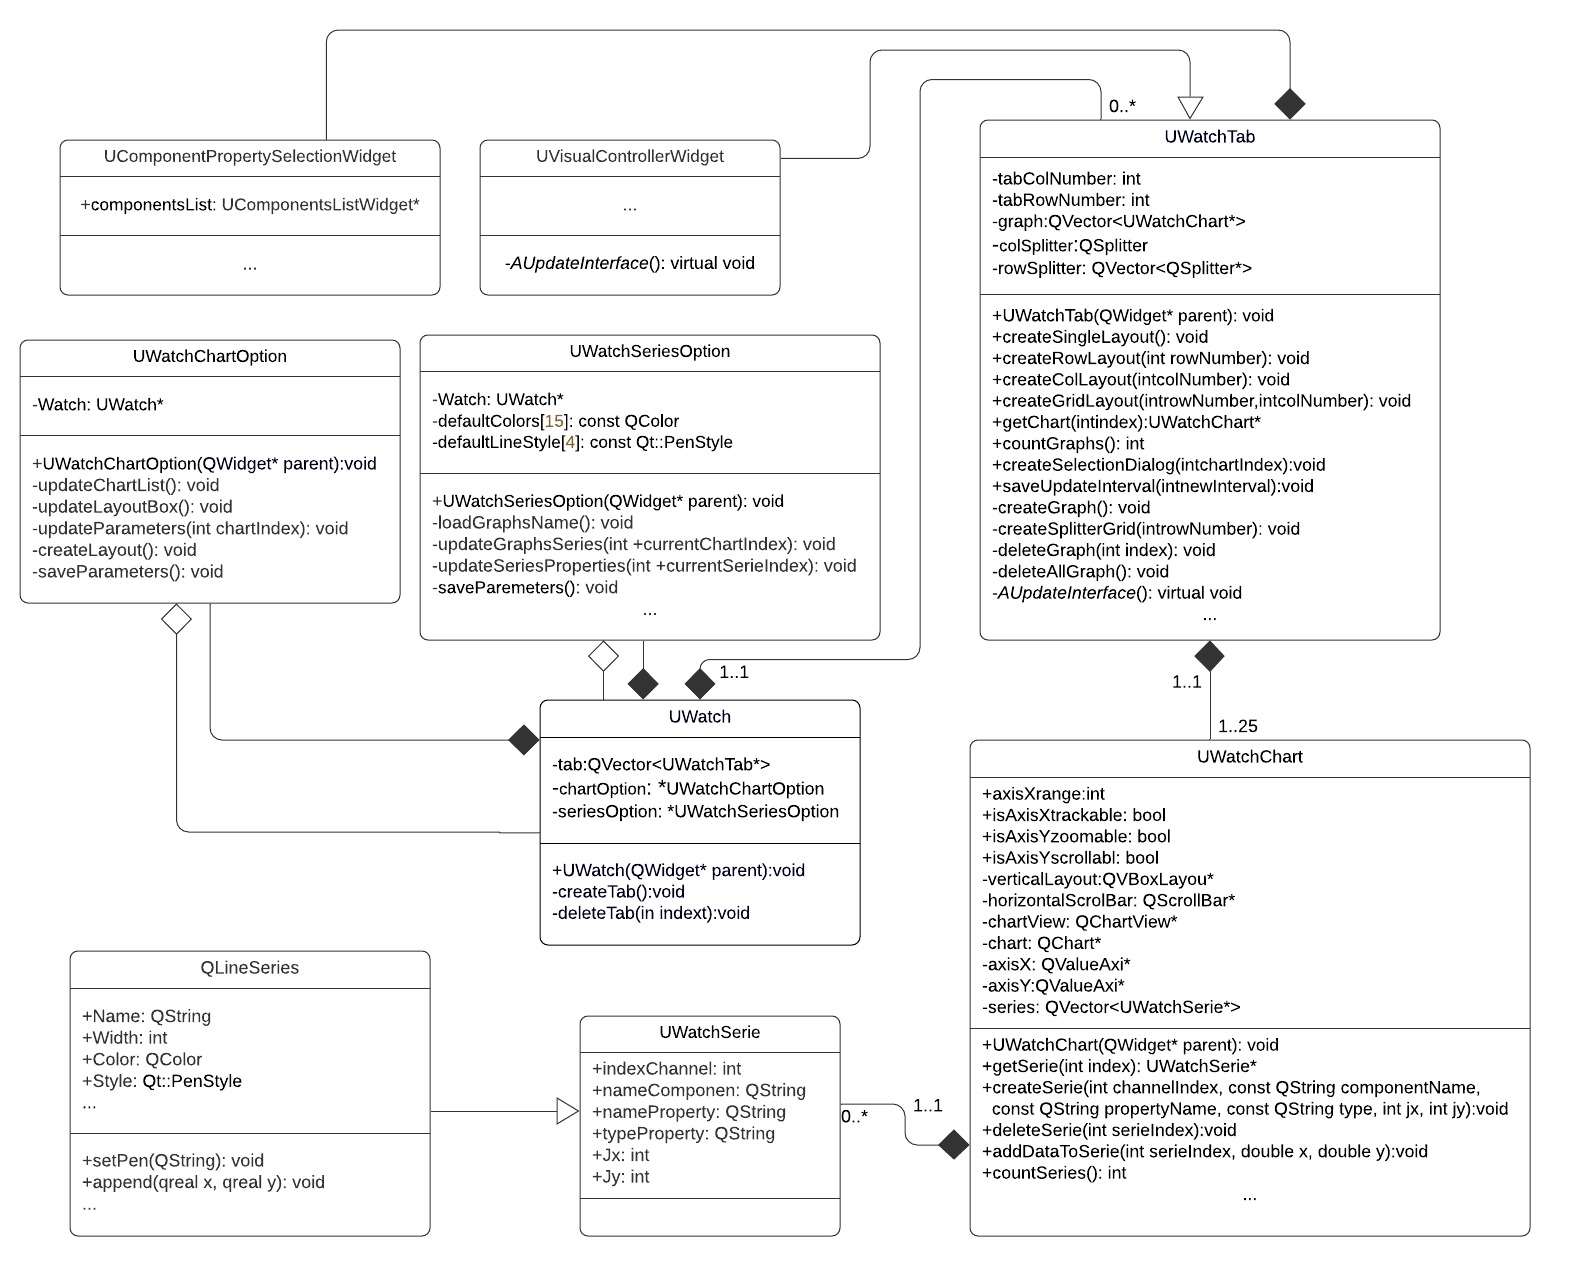 0..*
UComponentPropertySelectionWidget
+componentsList: UComponentsListWidget*
...
UVisualControllerWidget
...
-AUpdateInterface(): virtual void
UWatchTab
-tabColNumber: int
-tabRowNumber: int
-graph:QVector<UWatchChart*>
-colSplitter:QSplitter
-rowSplitter: QVector<QSplitter*>
+UWatchTab(QWidget* parent): void
+createSingleLayout(): void
+createRowLayout(int rowNumber): void
+createColLayout(intcolNumber): void
+createGridLayout(introwNumber,intcolNumber): void
+getChart(intindex):UWatchChart*
+countGraphs(): int
+createSelectionDialog(intchartIndex):void
+saveUpdateInterval(intnewInterval):void
-createGraph(): void
-createSplitterGrid(introwNumber): void
-deleteGraph(int index): void
-deleteAllGraph(): void
-AUpdateInterface(): virtual void
...
UWatchChartOption
-Watch: UWatch*
+UWatchChartOption(QWidget* parent):void
-updateChartList(): void
-updateLayoutBox(): void
-updateParameters(int chartIndex): void
-createLayout(): void
-saveParameters(): void
UWatchSeriesOption
-Watch: UWatch*
-defaultColors[15]: const QColor
-defaultLineStyle[4]: const Qt::PenStyle
+UWatchSeriesOption(QWidget* parent): void
-loadGraphsName(): void
-updateGraphsSeries(int +currentChartIndex): void
-updateSeriesProperties(int +currentSerieIndex): void
-saveParemeters(): void
...
1..1
1..1
1..25
UWatch
-tab:QVector<UWatchTab*>
-chartOption: *UWatchChartOption
-seriesOption: *UWatchSeriesOption
+UWatch(QWidget* parent):void
-createTab():void
-deleteTab(in indext):void
UWatchChart
+axisXrange:int
+isAxisXtrackable: bool
+isAxisYzoomable: bool
+isAxisYscrollabl: bool
-verticalLayout:QVBoxLayou*
-horizontalScrolBar: QScrollBar*
-chartView: QChartView*
-chart: QChart*
-axisX: QValueAxi*
-axisY:QValueAxi*
-series: QVector<UWatchSerie*>
+UWatchChart(QWidget* parent): void
+getSerie(int index): UWatchSerie*
+createSerie(int channelIndex, const QString componentName,
const QString propertyName, const QString type, int jx, int jy):void
+deleteSerie(int serieIndex):void
+addDataToSerie(int serieIndex, double x, double y):void
+countSeries(): int
...
QLineSeries
+Name: QString
+Width: int
+Color: QColor
+Style: Qt::PenStyle
...
+setPen(QString): void
+append(qreal x, qreal y): void
...
UWatchSerie
+indexChannel: int
+nameComponen: QString
+nameProperty: QString
+typeProperty: QString
+Jx: int
+Jy: int
0..*
1..1